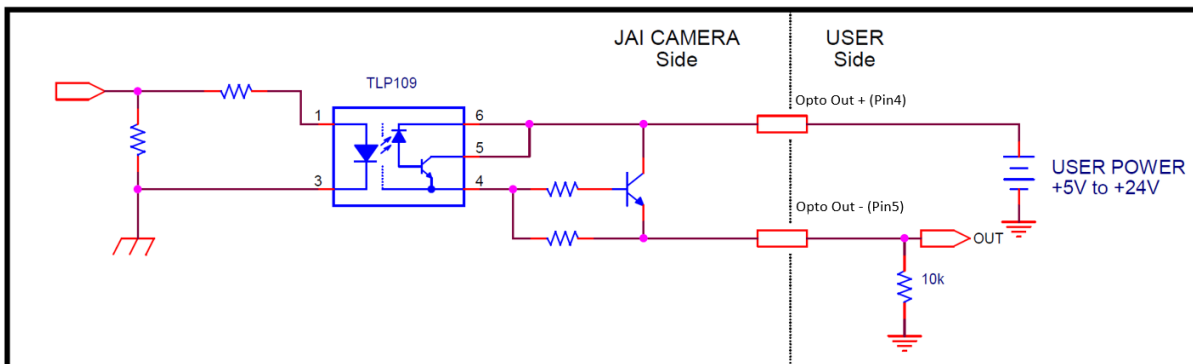 JAI CAMERA
Side
USER
Side
TLP109
Opto Out + (Pin4)
1
6
5
3
4
USER POWER
+5V to +24V
Opto Out - (Pin5)
OUT
10k